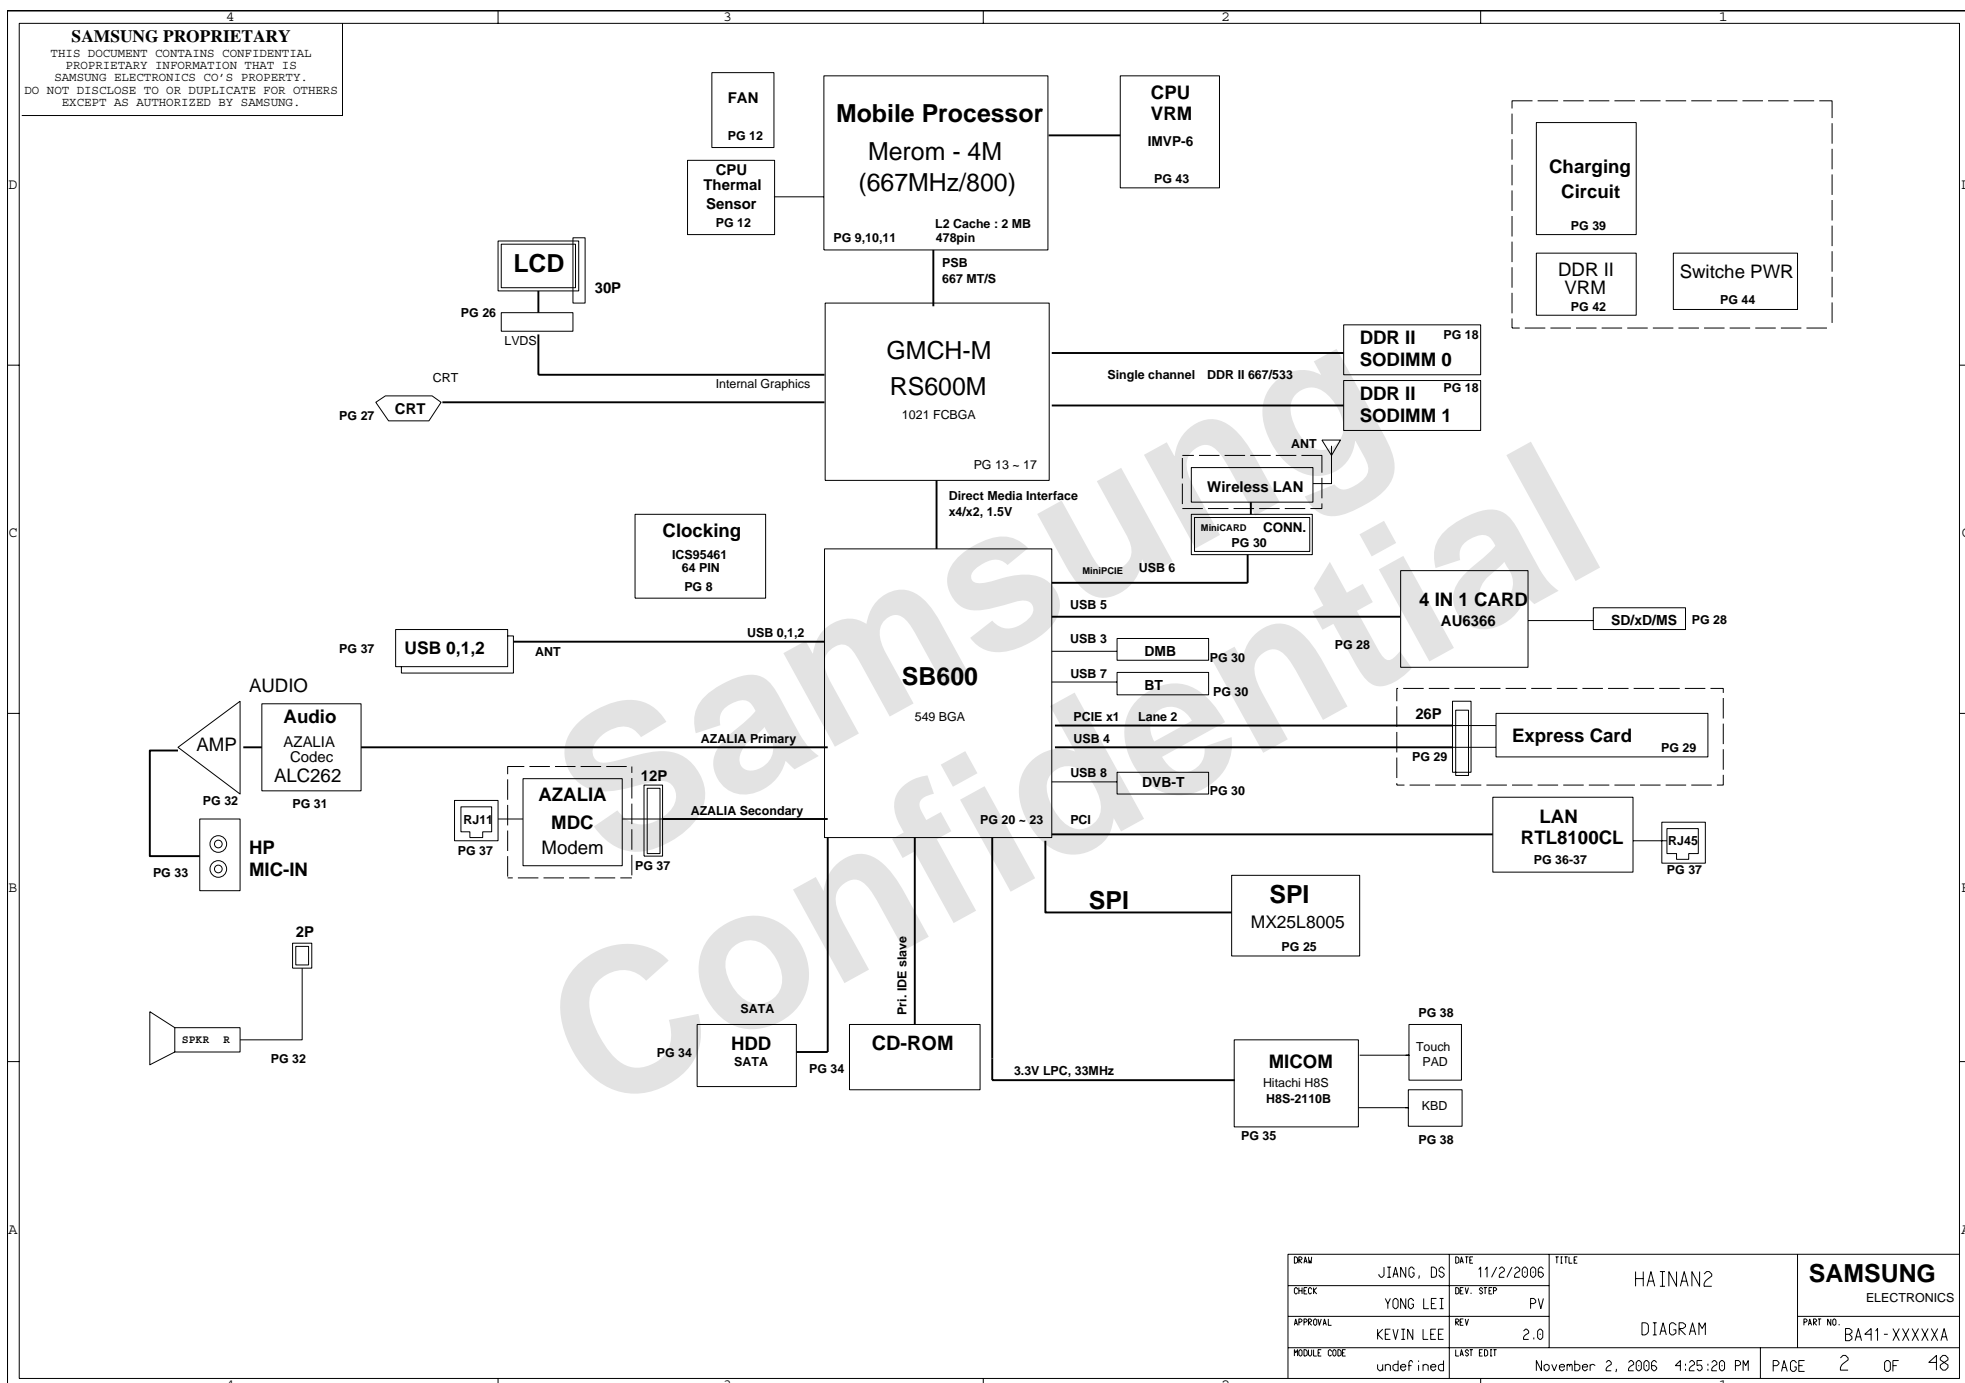 4 3 2 1
SAMSUNG PROPRIETARY
THIS DOCUMENT CONTAINS CONFIDENTIAL
PROPRIETARY INFORMATION THAT IS
SAMSUNG ELECTRONICS CO'S PROPERTY.
DO NOT DISCLOSE TO OR DUPLICATE FOR OTHERS
EXCEPT AS AUTHORIZED BY SAMSUNG.
FAN
PG 12
CPU
Thermal
Sensor
PG 12
Mobile Processor
Merom - 4M
(667MHz/800)
L2 Cache : 2 MB
PG 9,10,11
478pin
CPU
VRM
IMVP-6
PG 43
Charging
Circuit
PG 39
DDR II
VRM
PG 42
Switche PWR
PG 44
D
PSB
667 MT/S
LCD
30P
PG 26
LVDS
CRT
PG 27
CRT
Internal Graphics
GMCH-M
RS600M
1021 FCBGA
PG 13 ~ 17
DDR II
PG 18
SODIMM 0
Single channel DDR II 667/533
DDR II
PG 18
SODIMM 1
ANT
Wireless LAN
MiniCARD CONN.
PG 30
Direct Media Interface
x4/x2, 1.5V
C
Clocking
ICS95461
64 PIN
PG 8
MiniPCIE USB 6
USB 5
4 IN 1 CARD
AU6366
PG 28
SD/xD/MS
PG 28
USB 0,1,2
PG 37
USB 0,1,2
ANT
USB 3
DMB
PG 30
USB 7
BT
PG 30
SB600
549 BGA
PG 20 ~ 23
PCIE x1 Lane 2
USB 4
26P
PG 29
Express Card
PG 29
USB 8
DVB-T
PG 30
PCI
LAN
RTL8100CL
PG 36-37
RJ45
PG 37
AUDIO
AMP
PG 32
Audio
AZALIA
Codec
ALC262
PG 31
AZALIA Primary
HP
MIC-IN
PG 33
RJ11
PG 37
AZALIA
MDC
Modem
12P
PG 37
AZALIA Secondary
B
SPI
SPI
MX25L8005
PG 25
2P
SPKR R
PG 32
Pri. IDE slave
SATA
PG 34
HDD
SATA
PG 34
CD-ROM
3.3V LPC, 33MHz
MICOM
Hitachi H8S
H8S-2110B
PG 35
PG 38
Touch
PAD
KBD
PG 38
A
Samsung
Confidential
DRAW
JIANG, DS
DATE
11/2/2006
TITLE
HAINAN2
SAMSUNG
ELECTRONICS
CHECK
YONG LEI
DEV. STEP
PV
APPROVAL
KEVIN LEE
REV
2.0
DIAGRAM
PART NO.
BA41-XXXXXA
MODULE CODE
undefined
LAST EDIT
November 2, 2006 4:25:20 PM
PAGE 2 OF 48